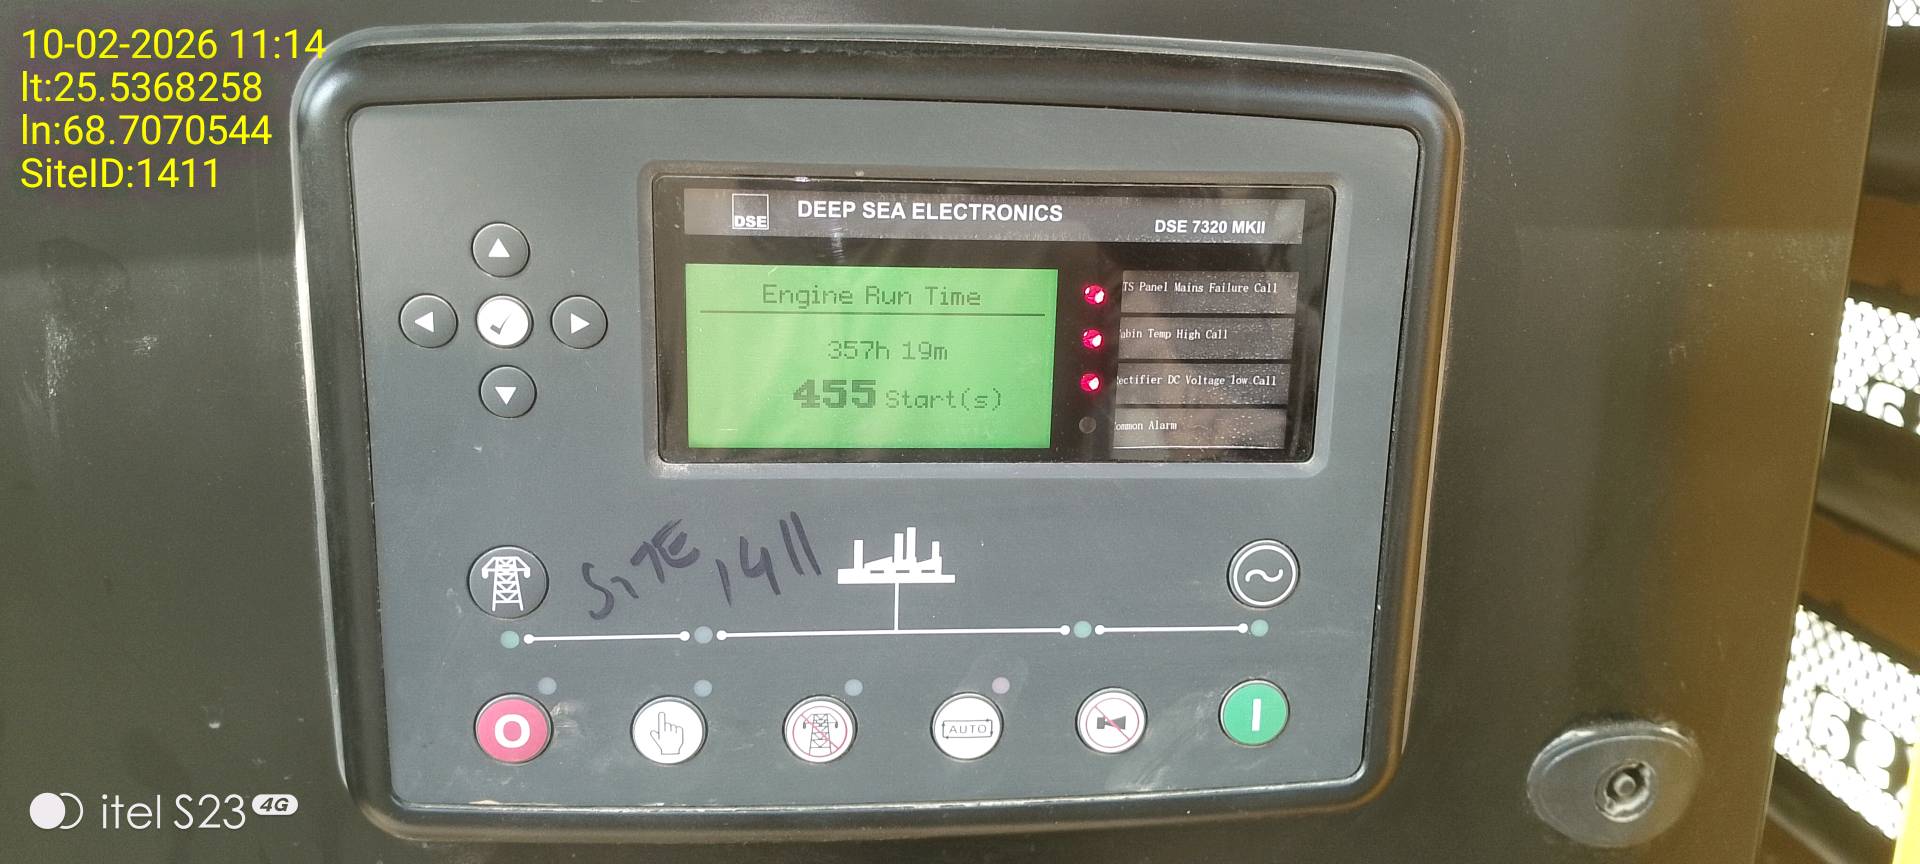 10-02-2026 11:14
lt:25.5368258
ln:68.7070544
SiteID:1411
DSE
DEEP SEA ELECTRONICS
DSE 7320 MKII
Engine Run Time
357h 19m
455 Start(s)
TS Panel Mains Failure Call
abin Temp High Call
ectifier DC Voltage low Call
ommon Alarm
SiTE 1411
AUTO
itel S23 4G
62